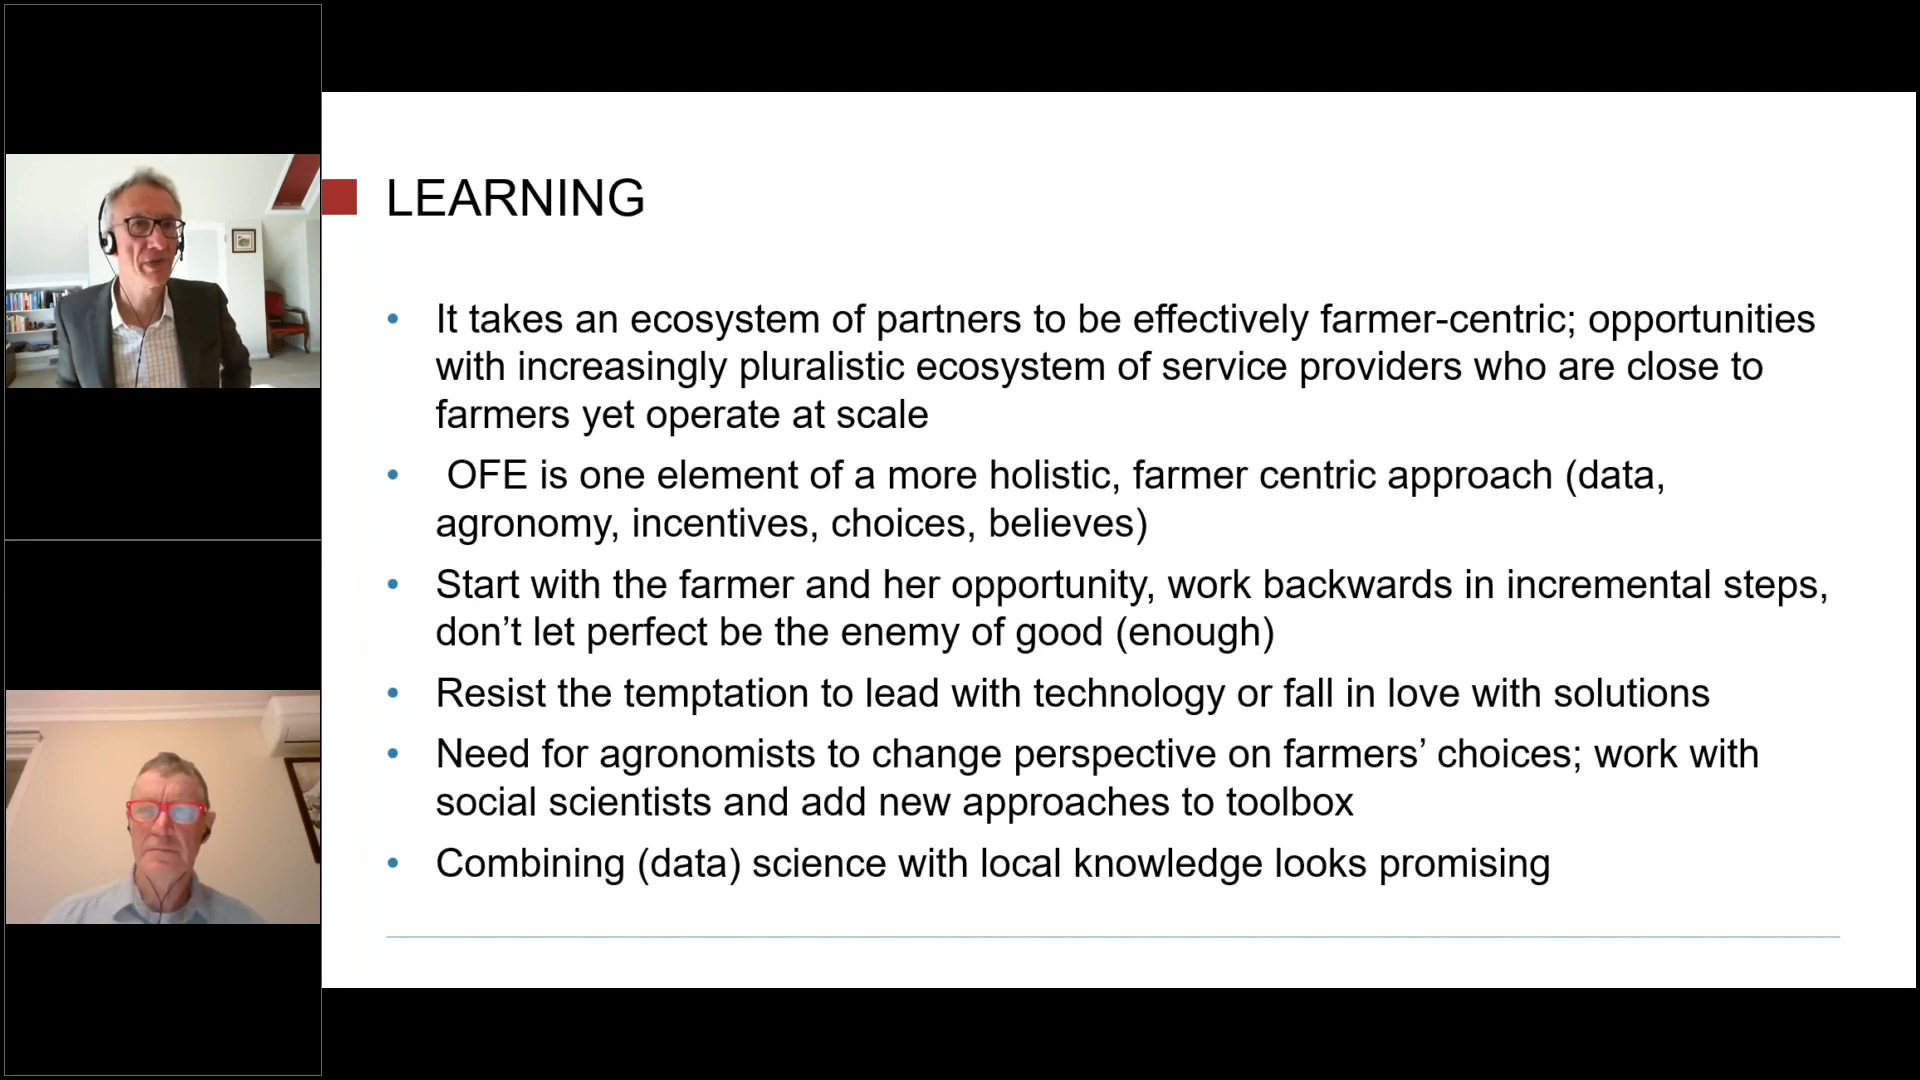 LEARNING
• It takes an ecosystem of partners to be effectively farmer-centric; opportunities
with increasingly pluralistic ecosystem of service providers who are close to
farmers yet operate at scale
• OFE is one element of a more holistic, farmer centric approach (data,
agronomy, incentives, choices, believes)
• Start with the farmer and her opportunity, work backwards in incremental steps,
don’t let perfect be the enemy of good (enough)
• Resist the temptation to lead with technology or fall in love with solutions
• Need for agronomists to change perspective on farmers’ choices; work with
social scientists and add new approaches to toolbox
• Combining (data) science with local knowledge looks promising